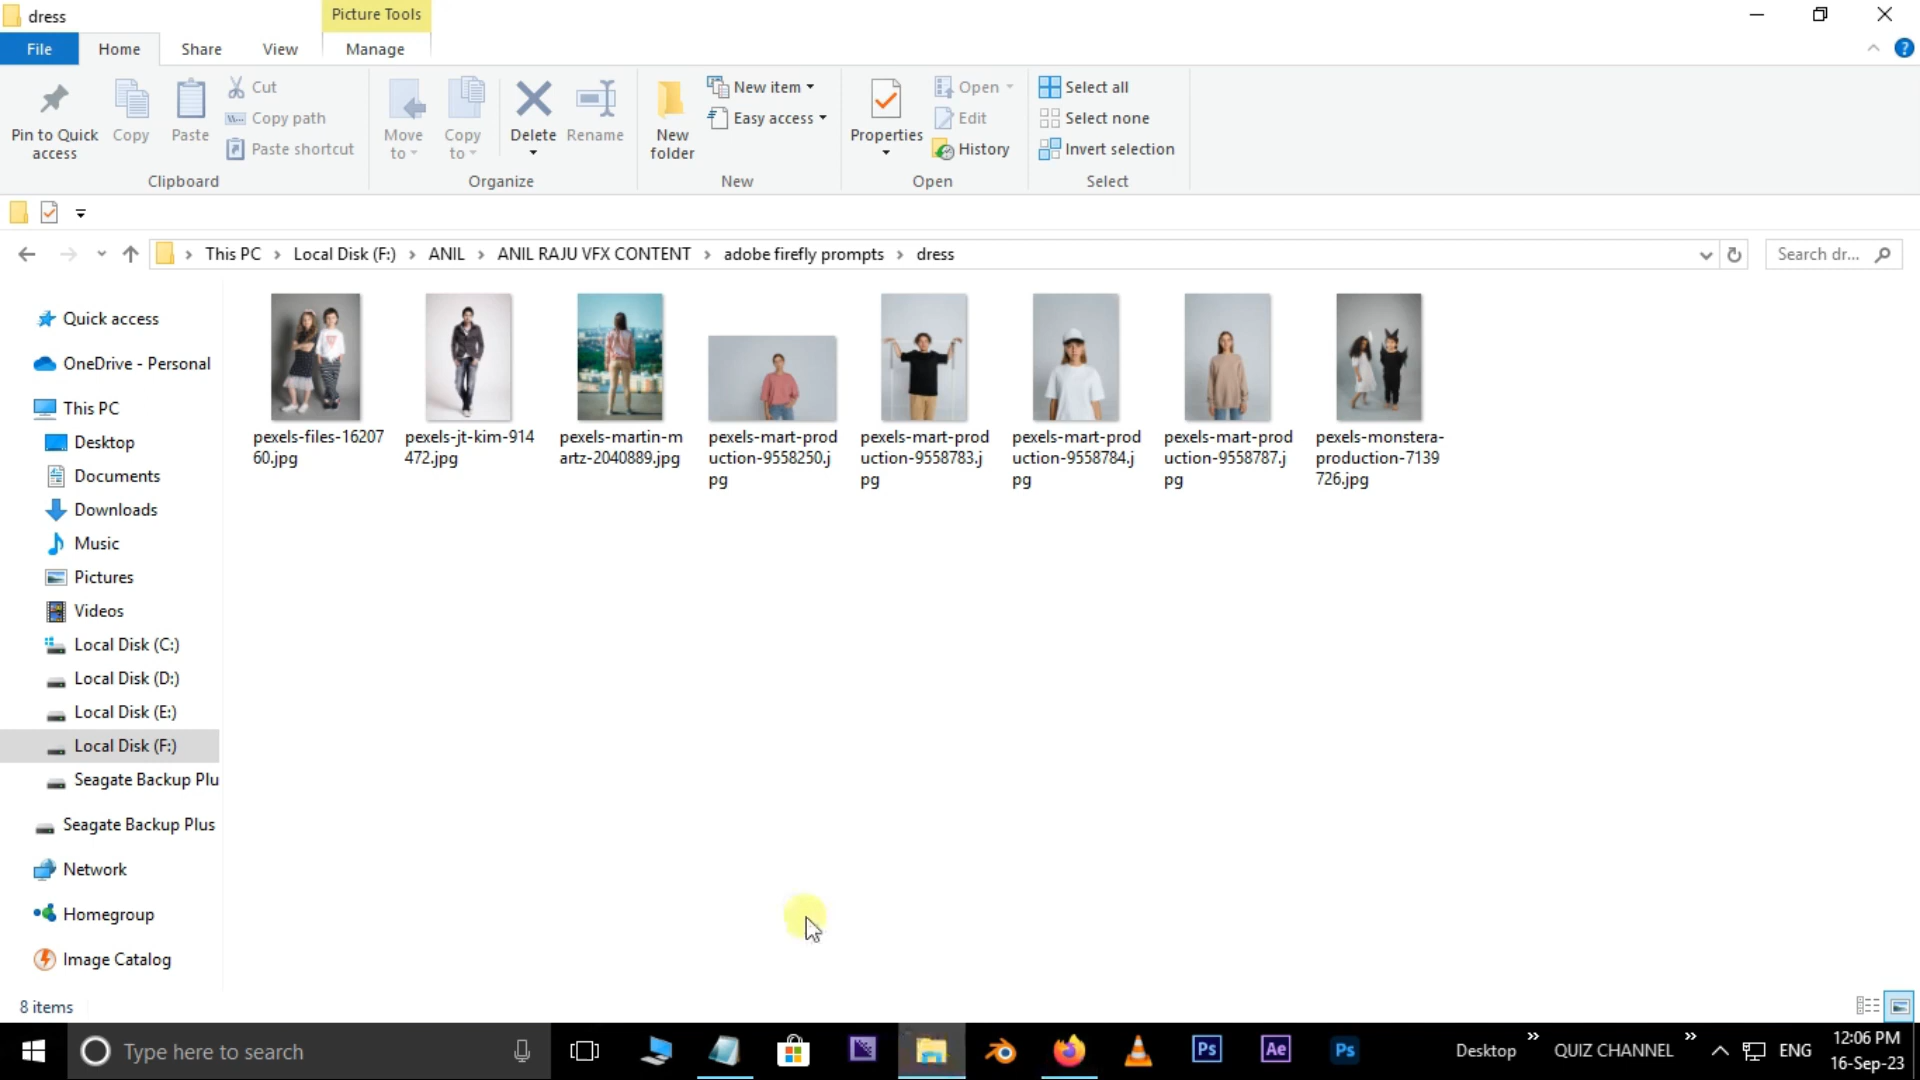 dress
Picture Tools
File
Home
Share
View
Manage
Pin to Quick
access
Copy
Paste
Cut
Copy path
Paste shortcut
Clipboard
Move
to
Copy
to
Delete
Rename
Organize
New
folder
New item
Easy access
New
Properties
Open
Edit
History
Open
Select all
Select none
Invert selection
Select
This PC
Local Disk (F:)
ANIL
ANIL RAJU VFX CONTENT
adobe firefly prompts
dress
Search dr...
Quick access
OneDrive - Personal
This PC
Desktop
Documents
Downloads
Music
Pictures
Videos
Local Disk (C:)
Local Disk (D:)
Local Disk (E:)
Local Disk (F:)
Seagate Backup Plu
Seagate Backup Plus
Network
Homegroup
Image Catalog
pexels-files-16207
60.jpg
pexels-jt-kim-914
472.jpg
pexels-martin-m
artz-2040889.jpg
pexels-mart-prod
uction-9558250.j
pg
pexels-mart-prod
uction-9558783.j
pg
pexels-mart-prod
uction-9558784.j
pg
pexels-mart-prod
uction-9558787.j
pg
pexels-monstera-
production-7139
726.jpg
8 items
Type here to search
Ps
Ae
Ps
Desktop
QUIZ CHANNEL
ENG
12:06 PM
16-Sep-23